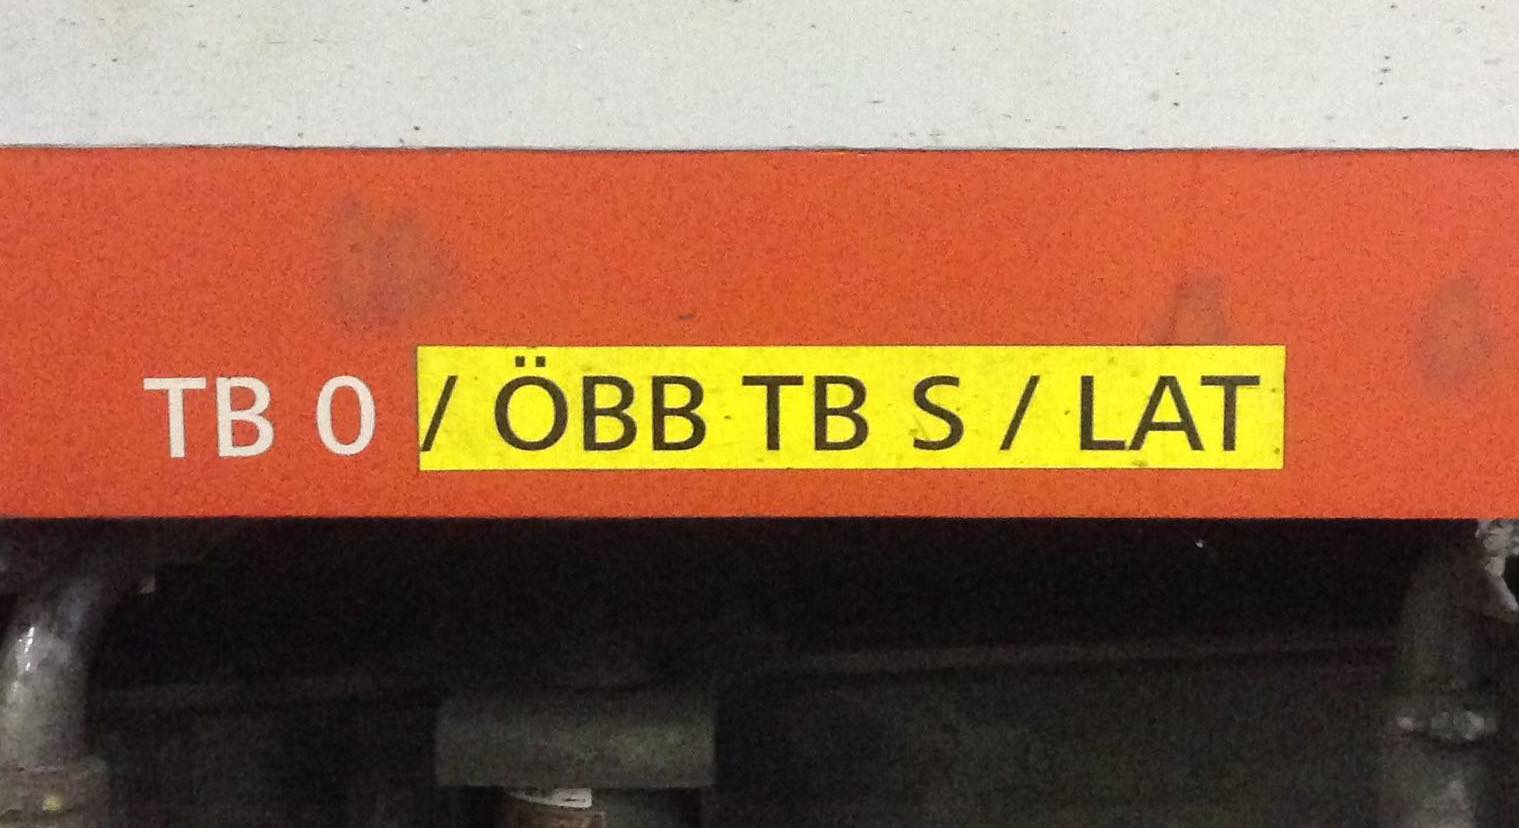 TB 0 / ÖBB TB S / LAT